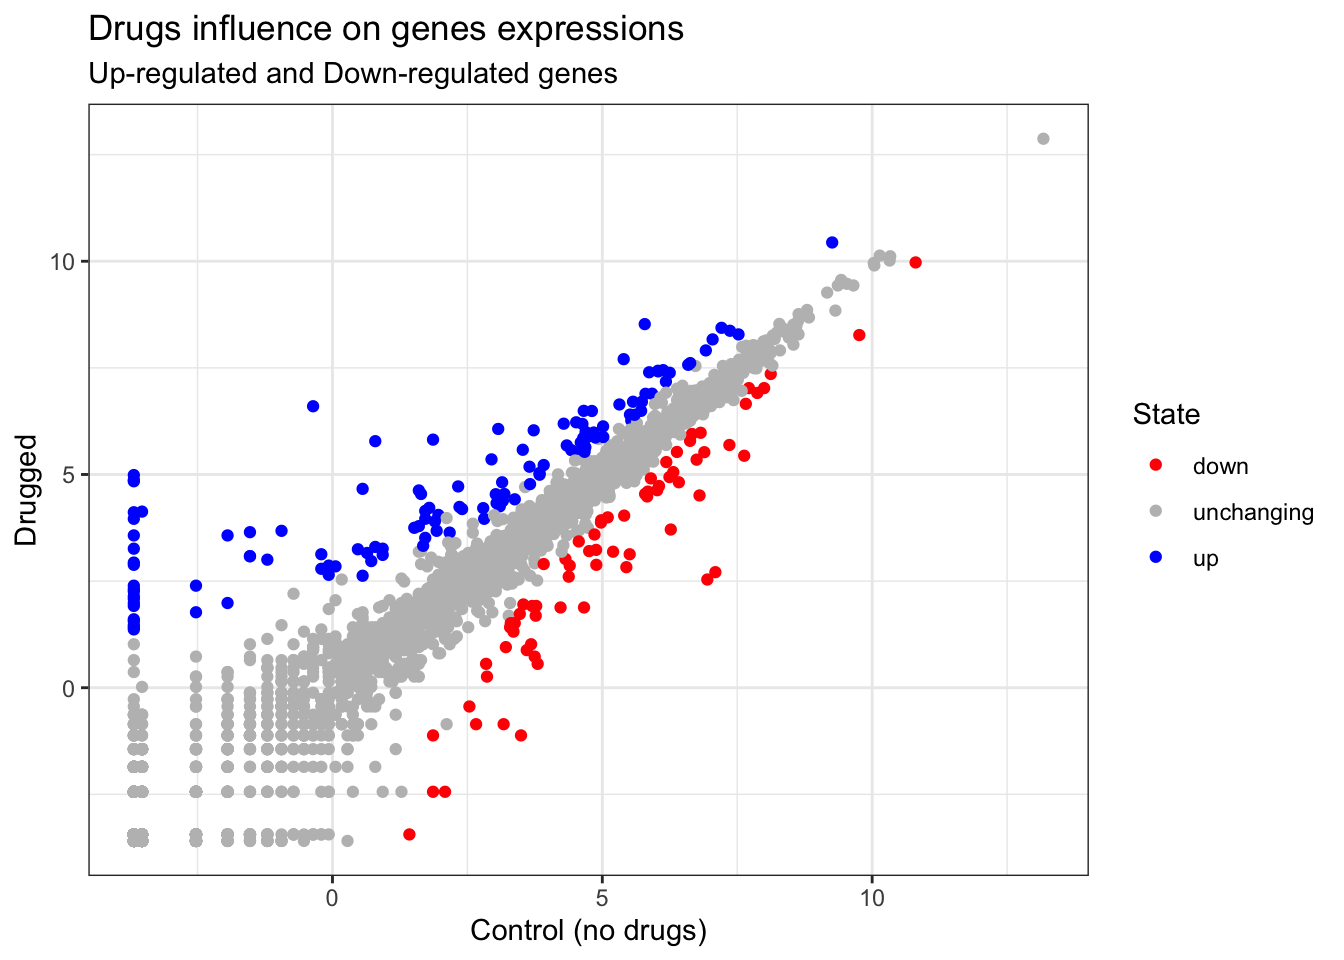 Drugs influence on genes expressions
Up-regulated and Down-regulated genes
Drugged
10
5
0
0
5
10
Control (no drugs)
State
down
unchanging
up